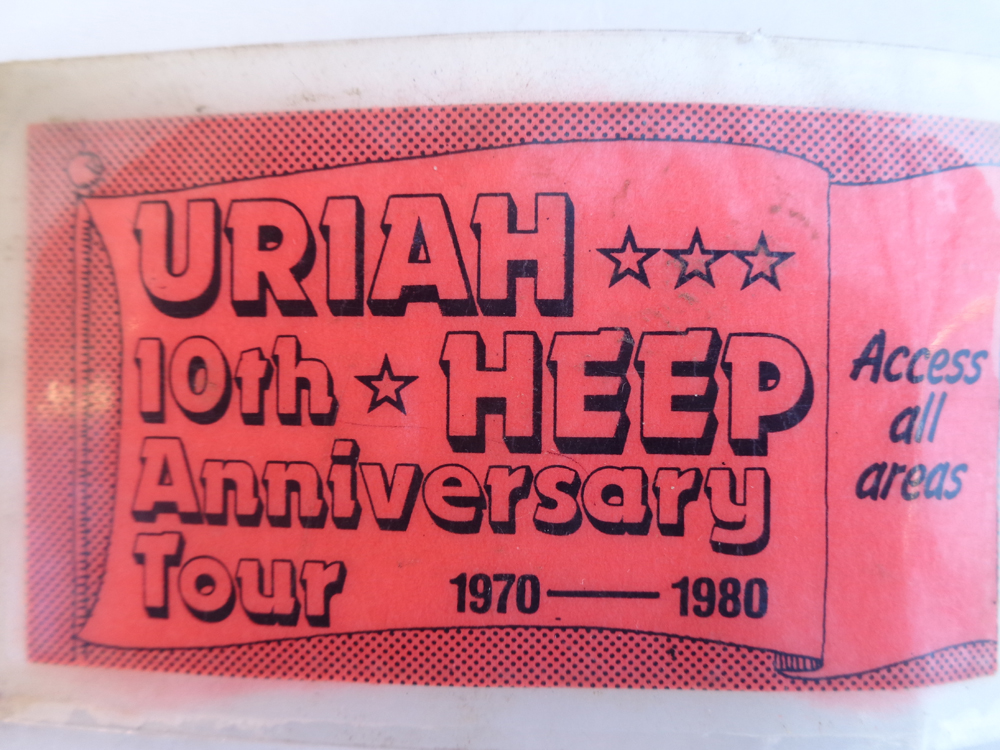 URIAH
10th HEEP
Anniversary
Tour 1970 — 1980
Access
all
areas